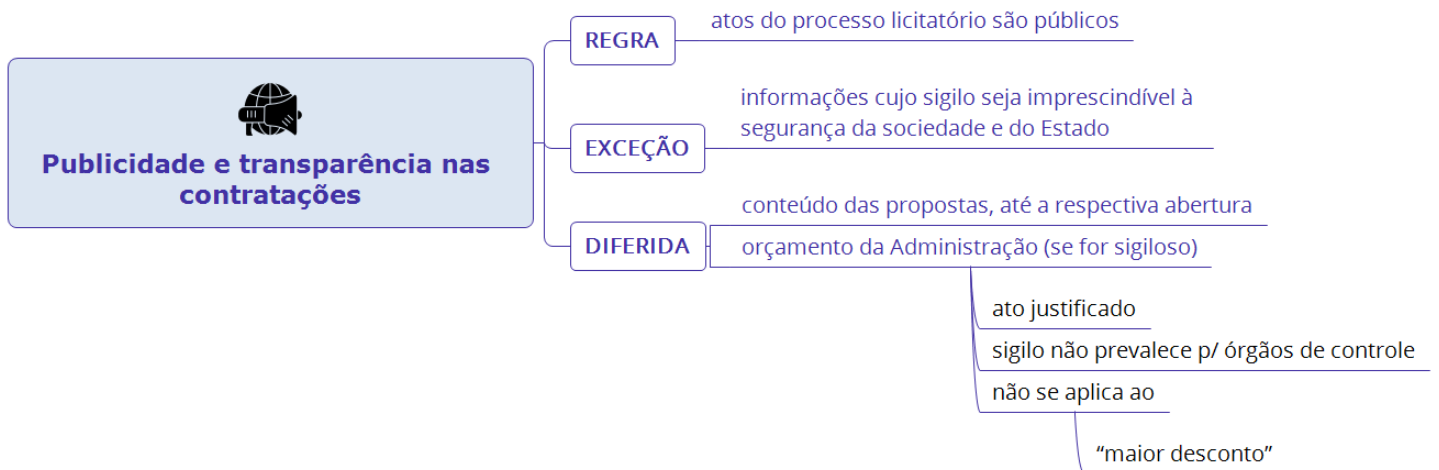 Publicidade e transparência nas
contratações
REGRA
atos do processo licitatório são públicos
EXCEÇÃO
informações cujo sigilo seja imprescindível à
segurança da sociedade e do Estado
DIFERIDA
conteúdo das propostas, até a respectiva abertura
orçamento da Administração (se for sigiloso)
ato justificado
sigilo não prevalece p/ órgãos de controle
não se aplica ao
“maior desconto”